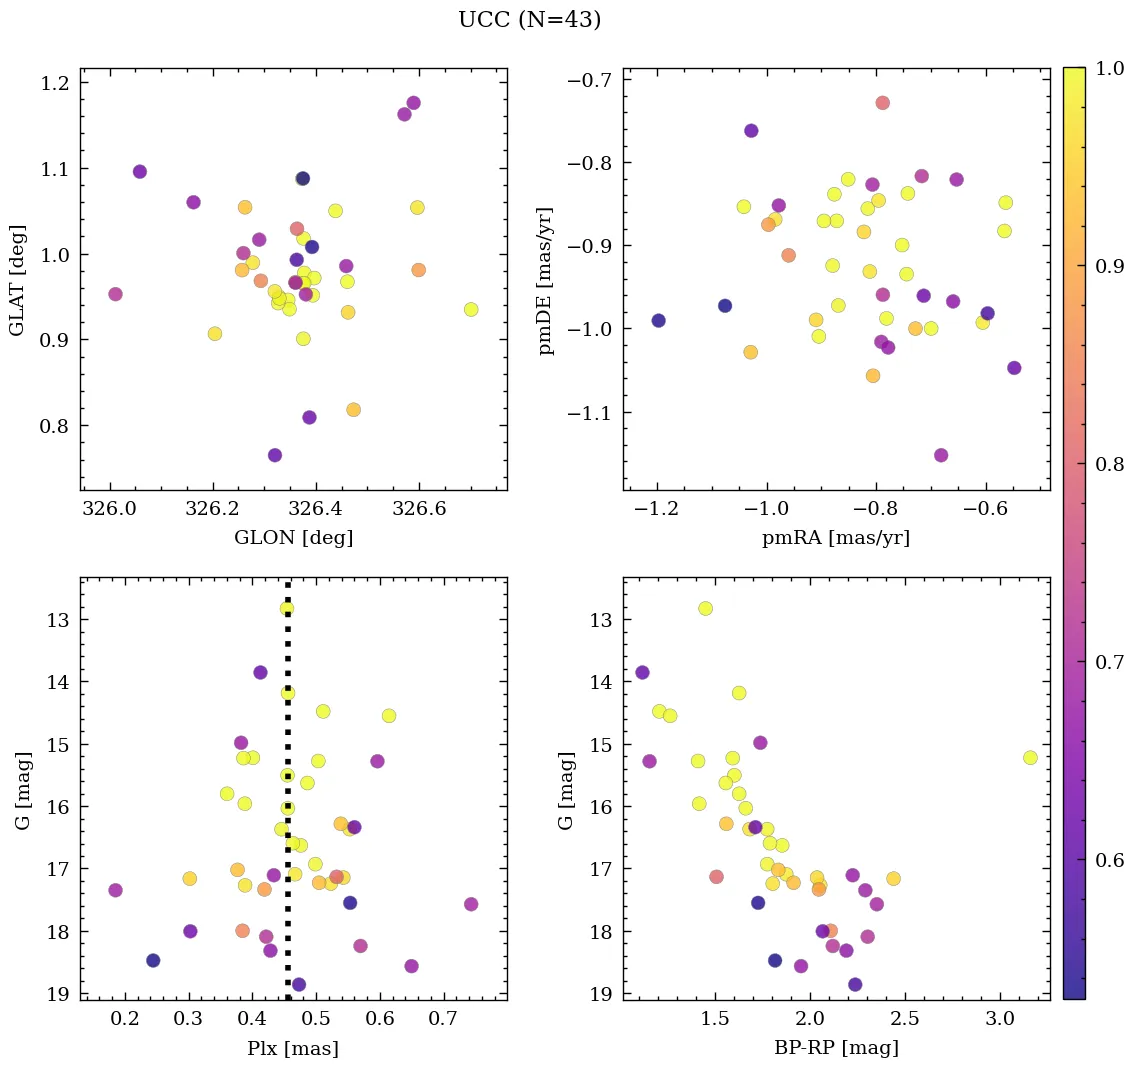 UCC (N=43)
1.2
1.1
1.0
0.9
0.8
GLAT [deg]
326.0 326.2 326.4 326.6
GLON [deg]
−0.7
−0.8
−0.9
−1.0
−1.1
pmDE [mas/yr]
−1.2 −1.0 −0.8 −0.6
pmRA [mas/yr]
1.0
0.9
0.8
0.7
0.6
13
14
15
16
17
18
19
G [mag]
0.2 0.3 0.4 0.5 0.6 0.7
Plx [mas]
13
14
15
16
17
18
19
G [mag]
1.5 2.0 2.5 3.0
BP-RP [mag]